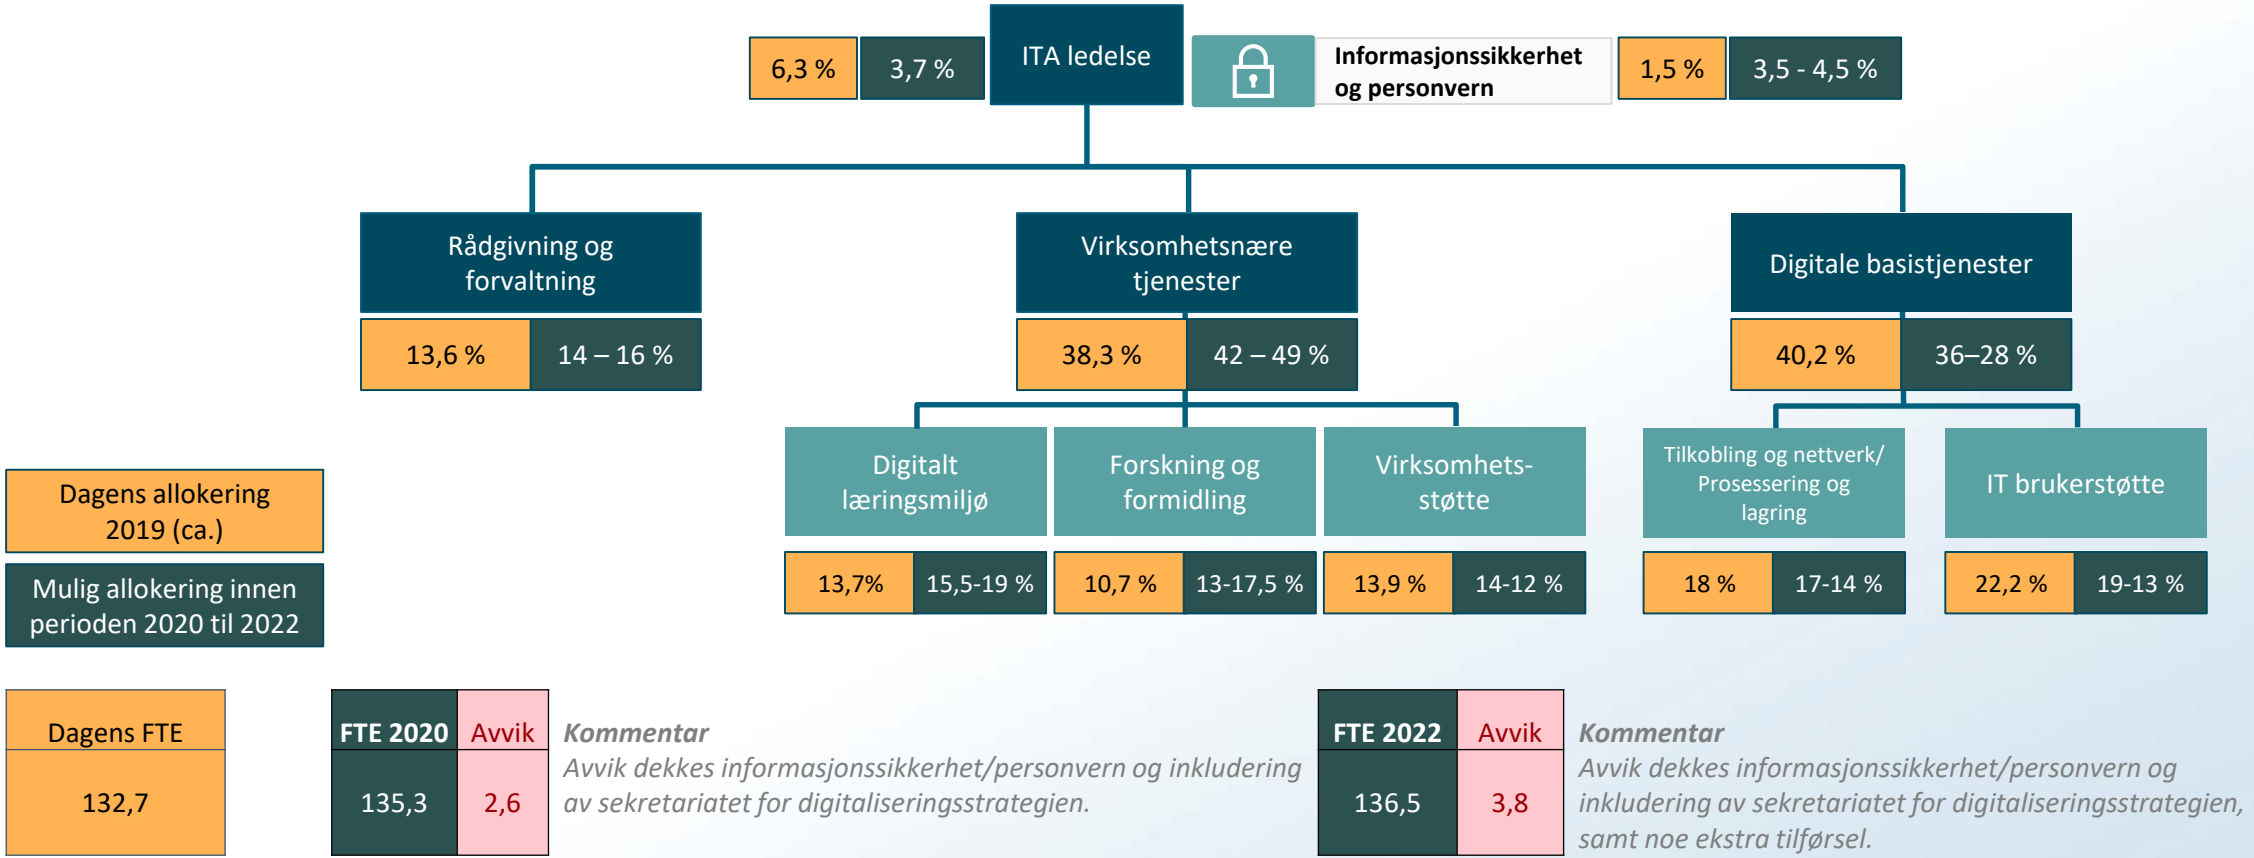 6,3 %
3,7 %
ITA ledelse
Informasjonssikkerhet
og personvern
1,5 %
3,5 - 4,5 %
Rådgivning og
forvaltning
13,6 %
14 – 16 %
Virksomhetsnære
tjenester
38,3 %
42 – 49 %
Digitale basistjenester
40,2 %
36–28 %
Digitalt
læringsmiljø
13,7%
15,5-19 %
Forskning og
formidling
10,7 %
13-17,5 %
Virksomhets-
støtte
13,9 %
14-12 %
Tilkobling og nettverk/
Prosessering og
lagring
18 %
17-14 %
IT brukerstøtte
22,2 %
19-13 %
Dagens allokering
2019 (ca.)
Mulig allokering innen
perioden 2020 til 2022
Dagens FTE
132,7
FTE 2020
Avvik
135,3
2,6
Kommentar
Avvik dekkes informasjonssikkerhet/personvern og inkludering
av sekretariatet for digitaliseringsstrategien.
FTE 2022
Avvik
136,5
3,8
Kommentar
Avvik dekkes informasjonssikkerhet/personvern og
inkludering av sekretariatet for digitaliseringsstrategien,
samt noe ekstra tilførsel.